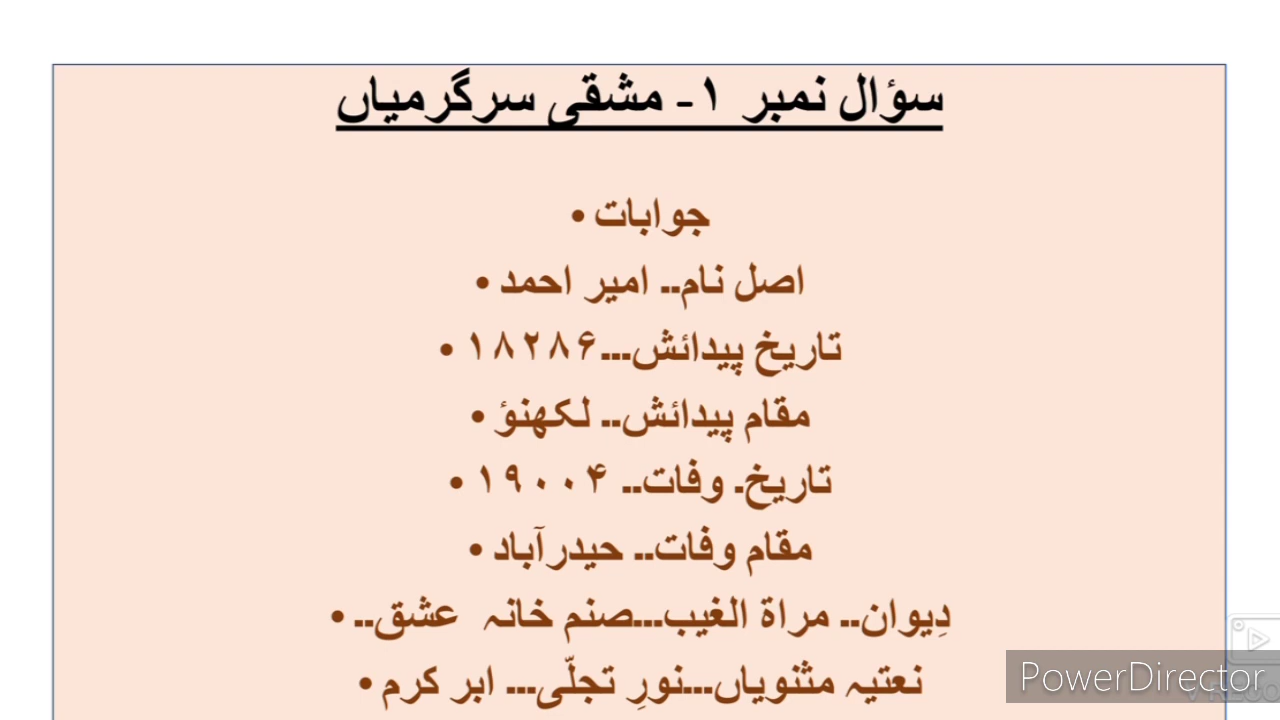 سؤال نمبر ۱- مشقی سرگرمیاں
جوابات •
اصل نام۔۔ امیر احمد •
تاریخ پیدائش۔۔۔۱۸۲۸۶ •
مقام پیدائش۔۔ لکھنؤ •
تاریخ۔ وفات۔۔ ۱۹۰۰۴ •
مقام وفات۔۔ حیدرآباد •
دِیوان۔۔ مراة الغیب۔۔۔صنم خانہ عشق۔۔ •
نعتیہ مثنویاں۔۔۔نورِ تجلّی۔۔۔ ابر کرم •
PowerDirector